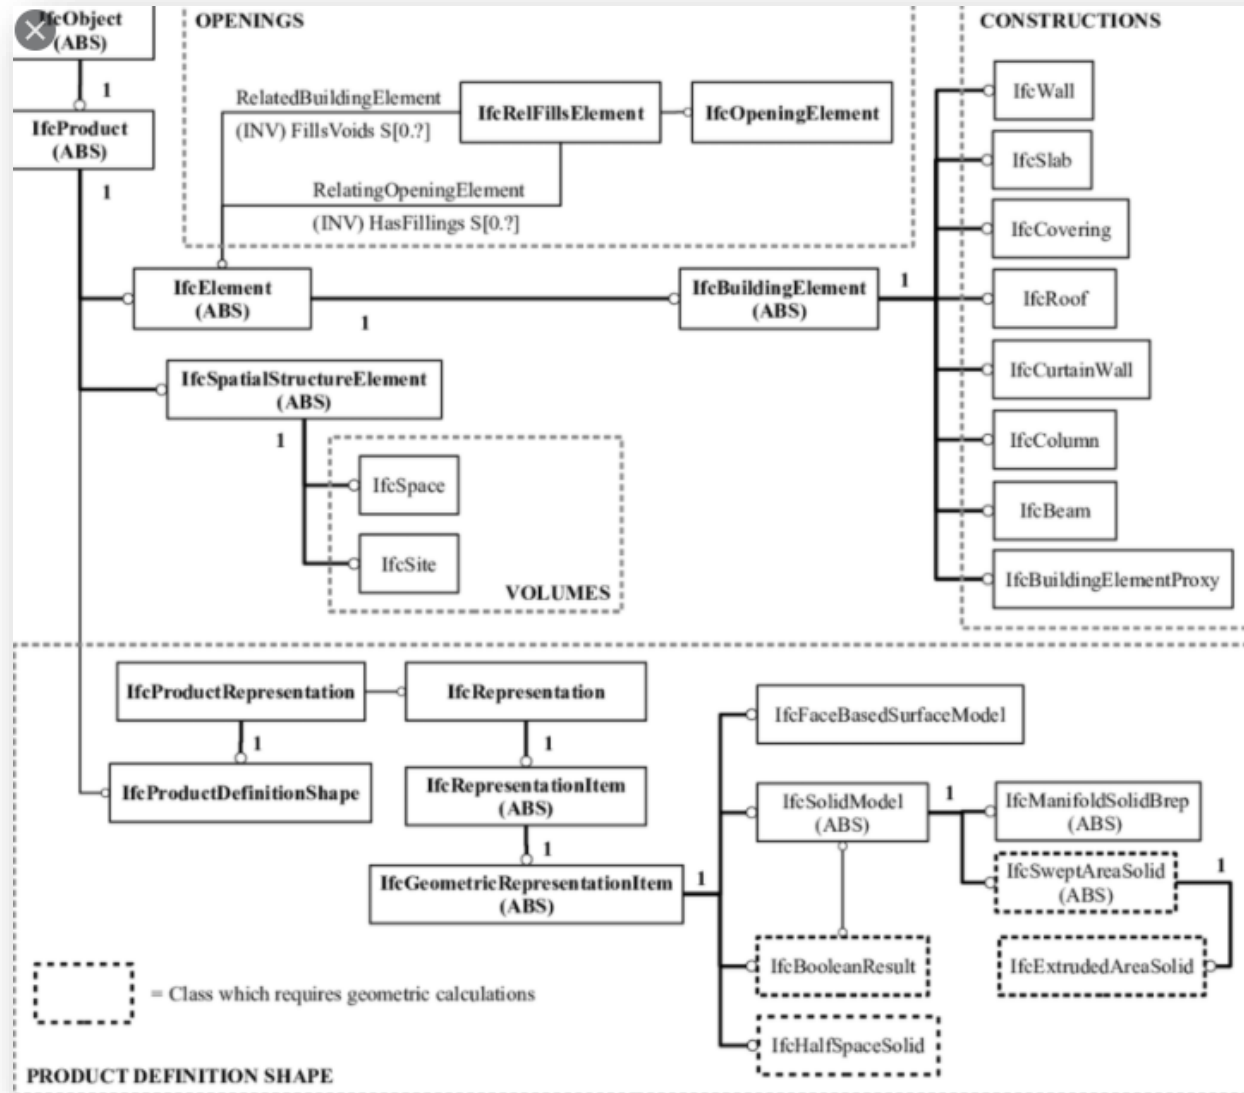 IfcObject
(ABS)
1
IfcProduct
(ABS)
1
OPENINGS
RelatedBuildingElement
(INV) FillsVoids S[0.?]
IfcRelFillsElement
IfcOpeningElement
RelatingOpeningElement
(INV) HasFillings S[0.?]
CONSTRUCTIONS
IfcWall
IfcSlab
IfcCovering
IfcRoof
IfcCurtainWall
IfcColumn
IfcBeam
IfcBuildingElementProxy
IfcElement
(ABS)
1
IfcBuildingElement
(ABS)
1
IfcSpatialStructureElement
(ABS)
1
IfcSpace
IfcSite
VOLUMES
IfcProductRepresentation
1
IfcProductDefinitionShape
IfcRepresentation
1
IfcRepresentationItem
(ABS)
1
IfcGeometricRepresentationItem
(ABS)
1
IfcFaceBasedSurfaceModel
IfcSolidModel
(ABS)
1
IfcManifoldSolidBrep
(ABS)
IfcSweptAreaSolid
(ABS)
1
IfcExtrudedAreaSolid
IfcBooleanResult
IfcHalfSpaceSolid
= Class which requires geometric calculations
PRODUCT DEFINITION SHAPE